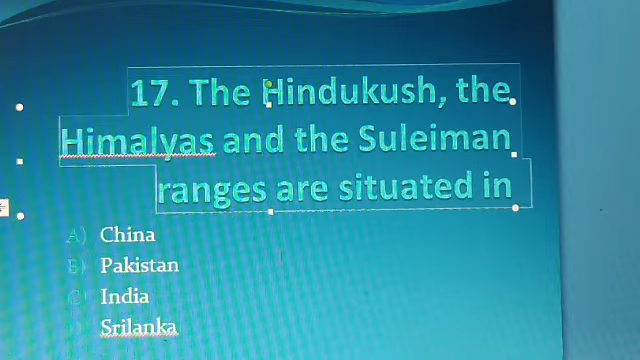 17. The Hindukush, the
Himalyas and the Suleiman
ranges are situated in
A) China
B) Pakistan
C) India
Srilanka